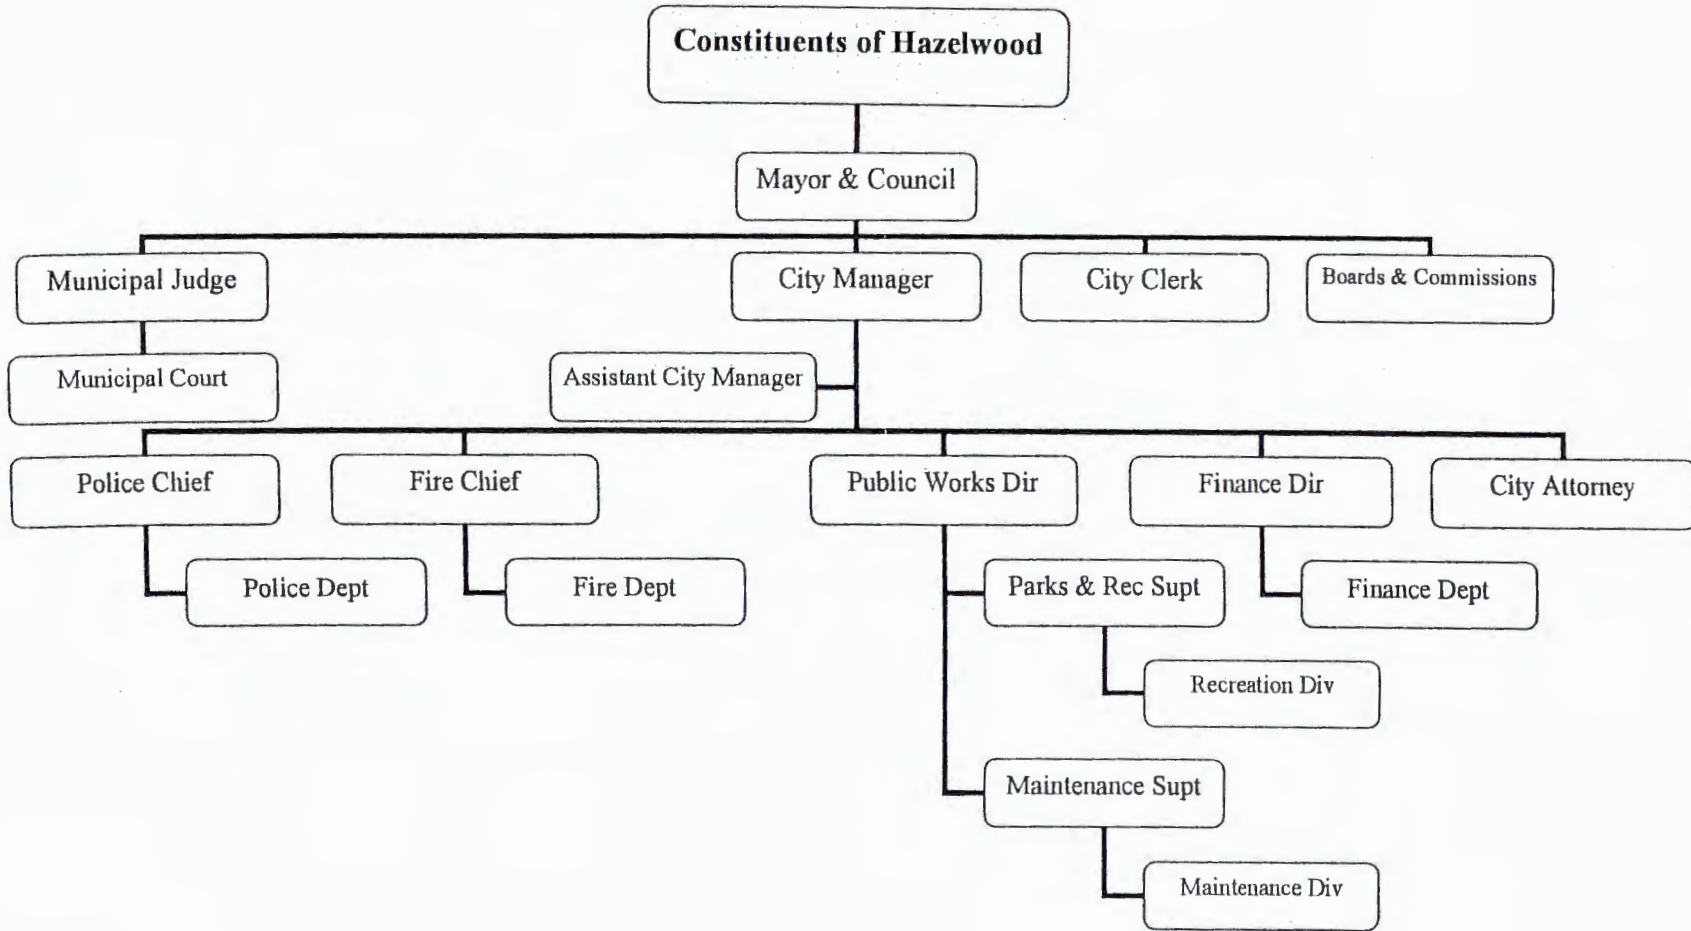 Constituents of Hazelwood
Mayor & Council
Municipal Judge
City Manager
City Clerk
Boards & Commissions
Municipal Court
Assistant City Manager
Police Chief
Fire Chief
Public Works Dir
Finance Dir
City Attorney
Police Dept
Fire Dept
Parks & Rec Supt
Finance Dept
Recreation Div
Maintenance Supt
Maintenance Div